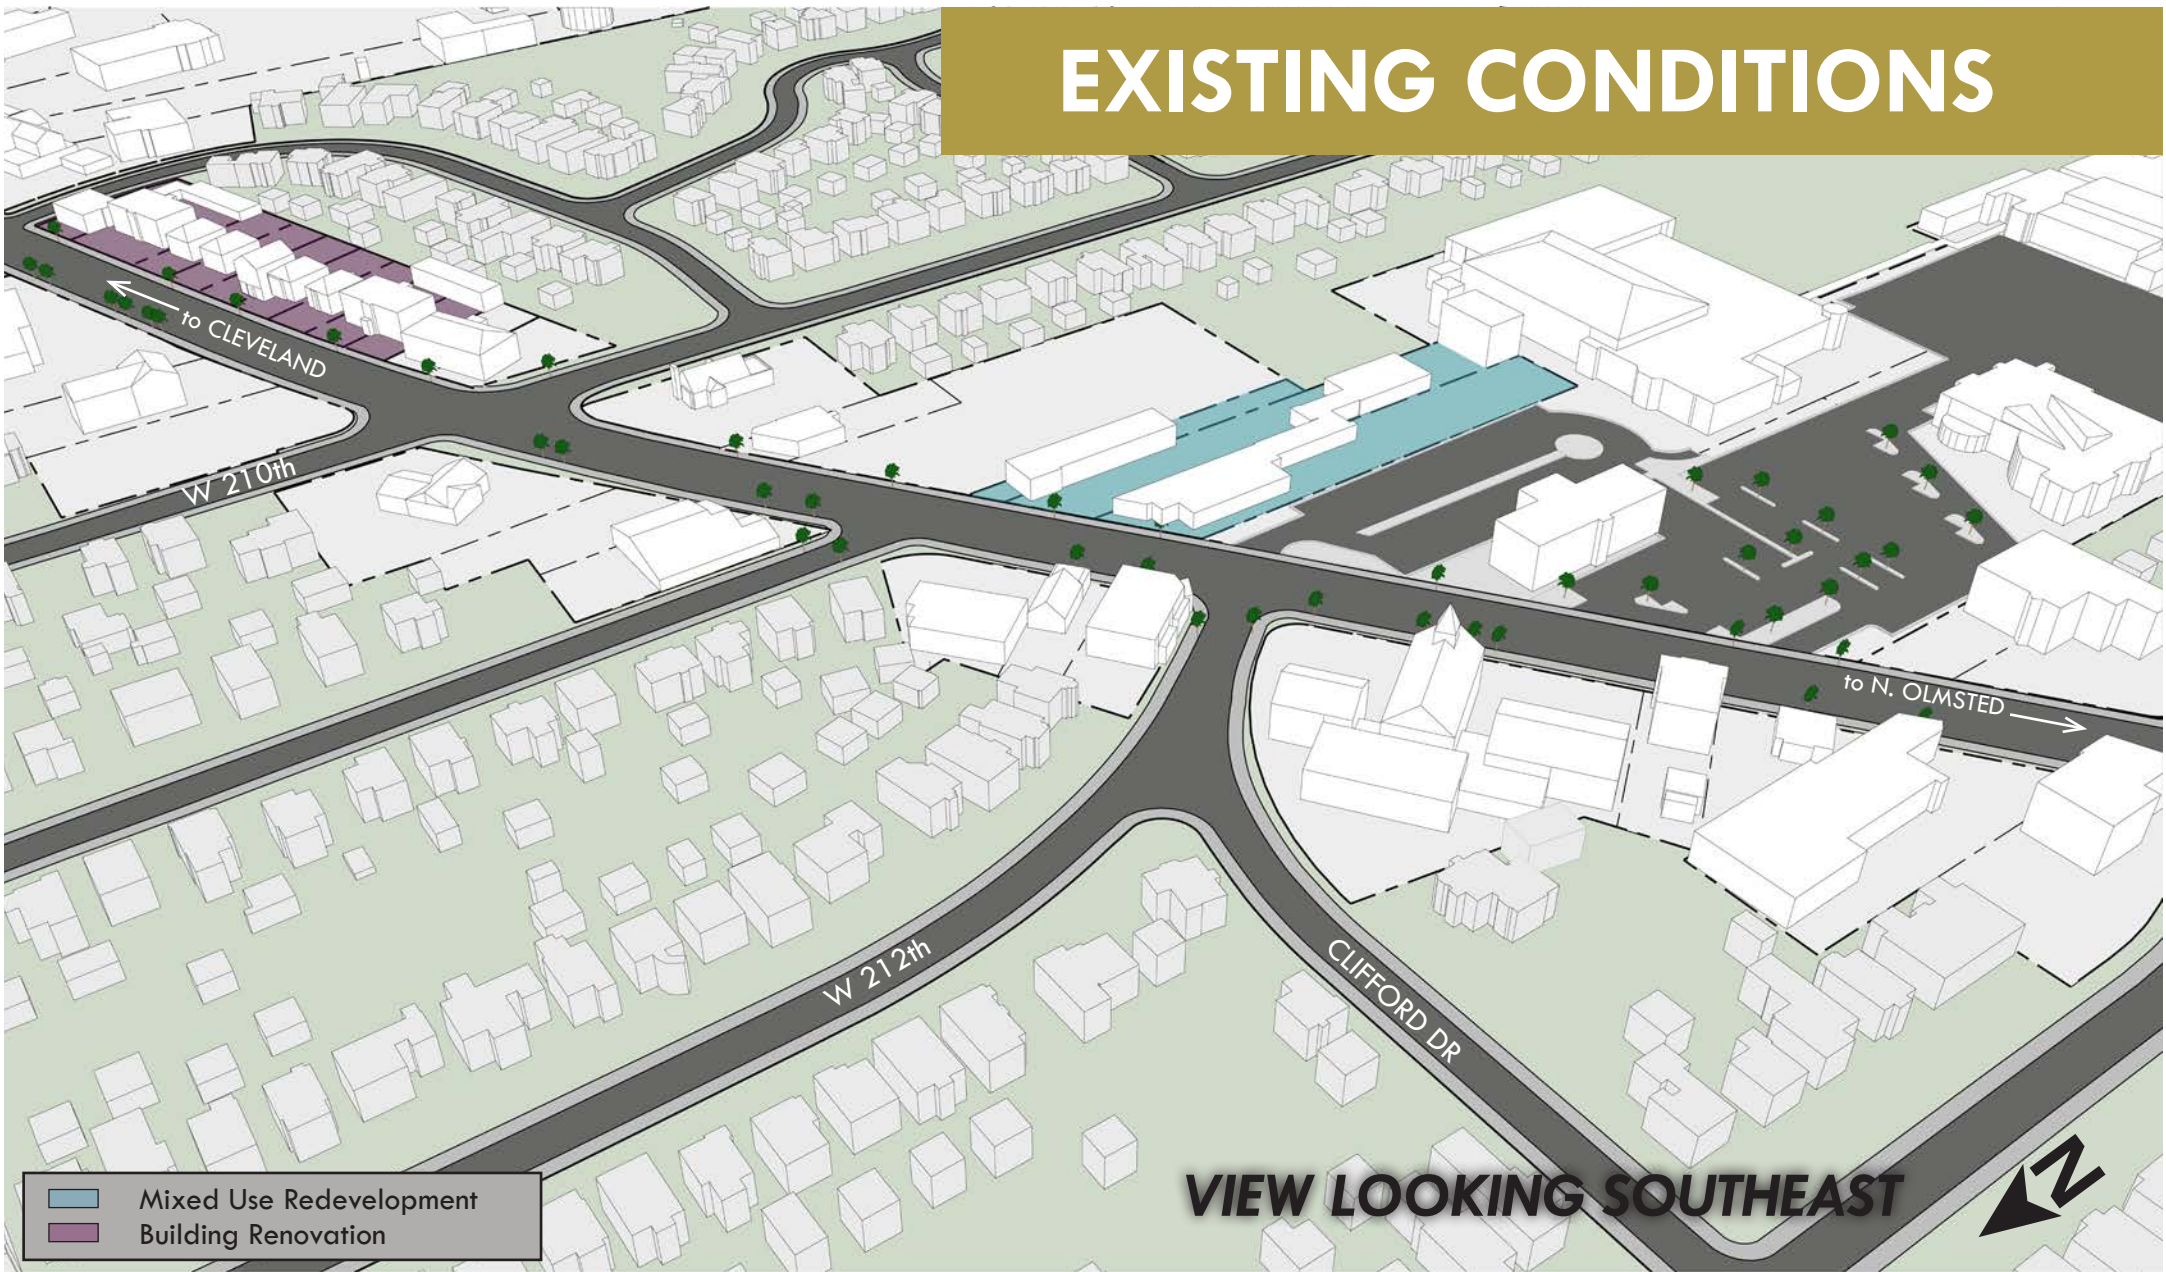 EXISTING CONDITIONS
to CLEVELAND
W 210th
to N. OLMSTED
W 212th
CLIFFORD DR
Mixed Use Redevelopment
Building Renovation
VIEW LOOKING SOUTHEAST
N